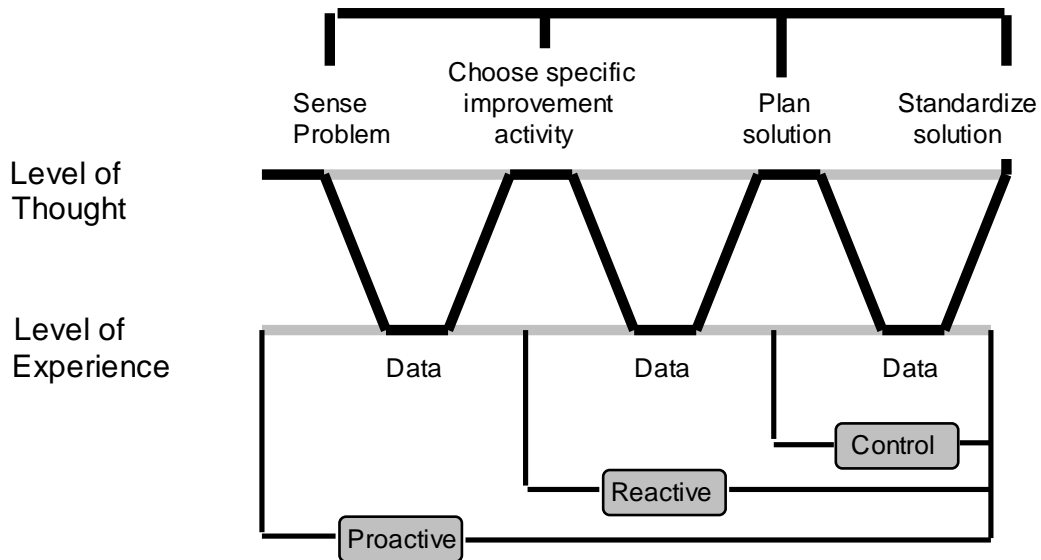 Sense
Problem
Choose specific
improvement
activity
Plan
solution
Standardize
solution
Level of
Thought
Level of
Experience
Data
Data
Data
Control
Reactive
Proactive